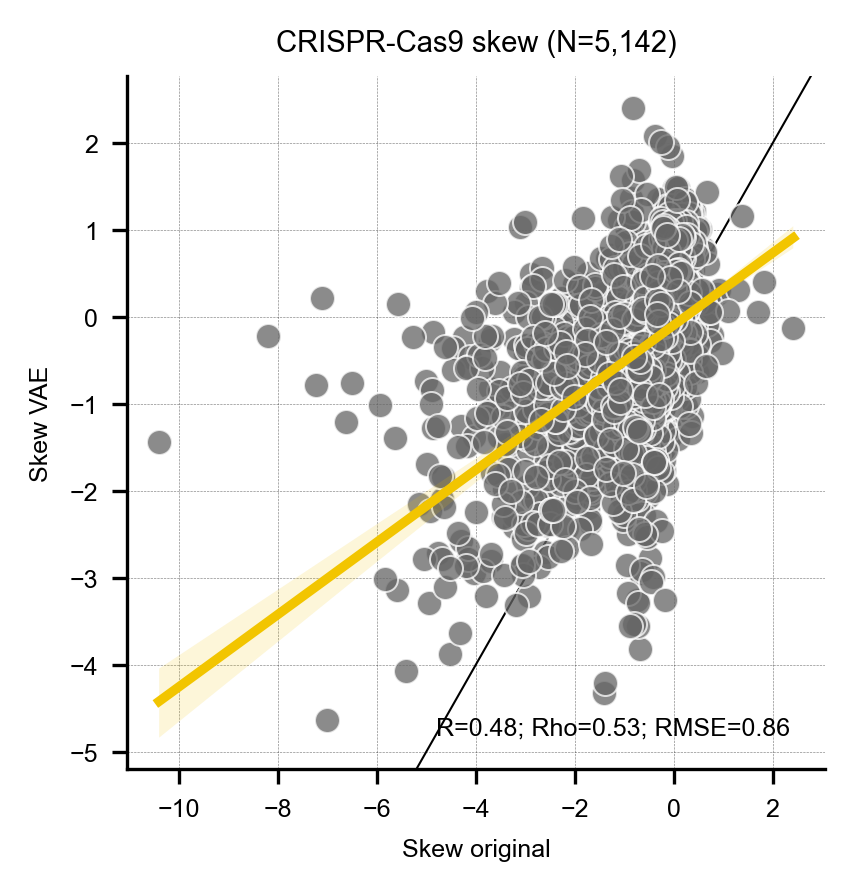 CRISPR-Cas9 skew (N=5,142)
2
1
0
−1
−2
−3
−4
−5
Skew VAE
R=0.48; Rho=0.53; RMSE=0.86
−10 −8 −6 −4 −2 0 2
Skew original